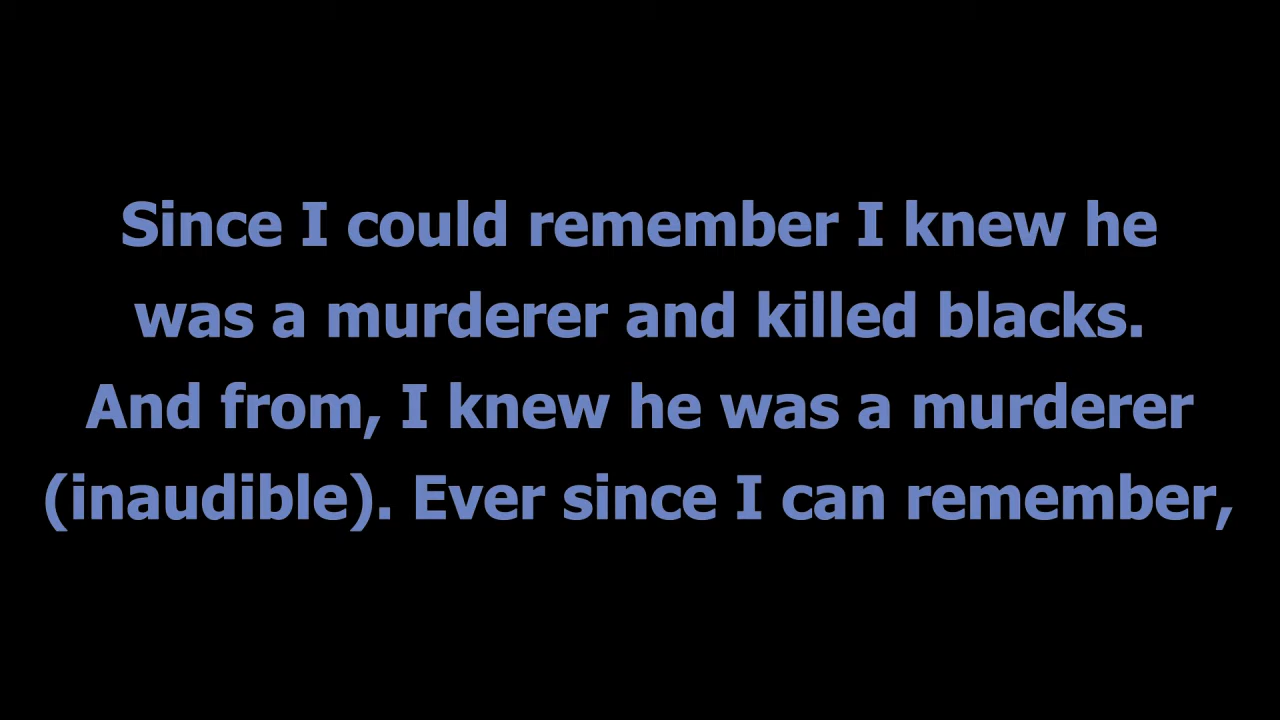 Since I could remember I knew he
was a murderer and killed blacks.
And from, I knew he was a murderer
(inaudible). Ever since I can remember,